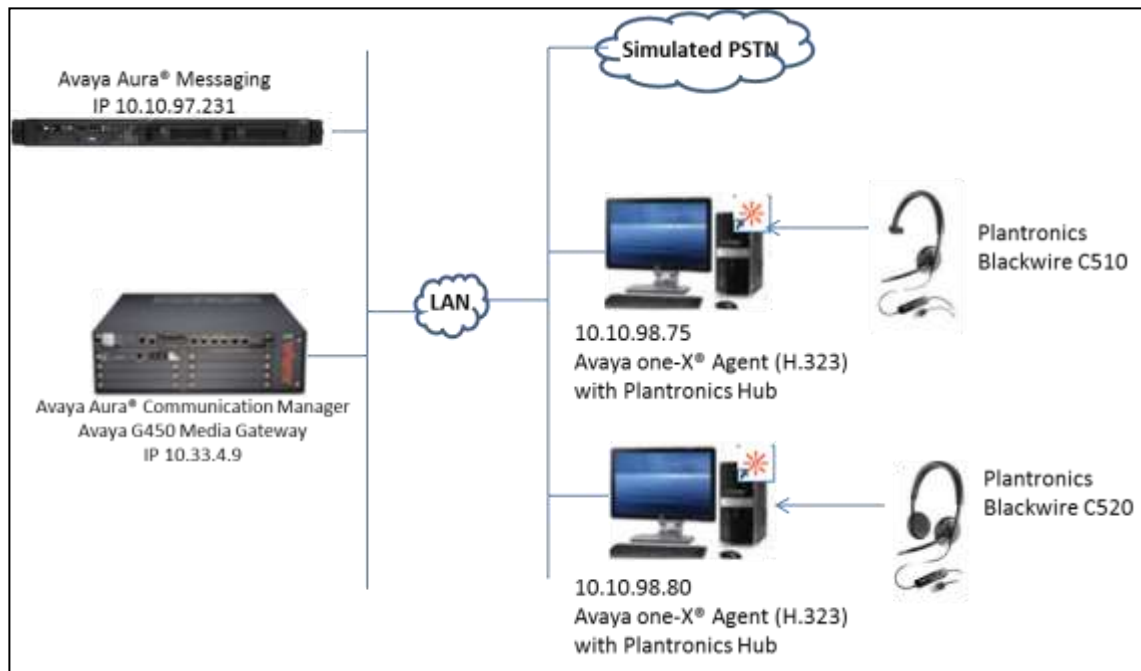 Avaya Aura® Messaging
IP 10.10.97.231
Simulated PSTN
LAN
Avaya Aura® Communication Manager
Avaya G450 Media Gateway
IP 10.33.4.9
10.10.98.75
Avaya one-X® Agent (H.323)
with Plantronics Hub
Plantronics
Blackwire C510
10.10.98.80
Avaya one-X® Agent (H.323)
with Plantronics Hub
Plantronics
Blackwire C520